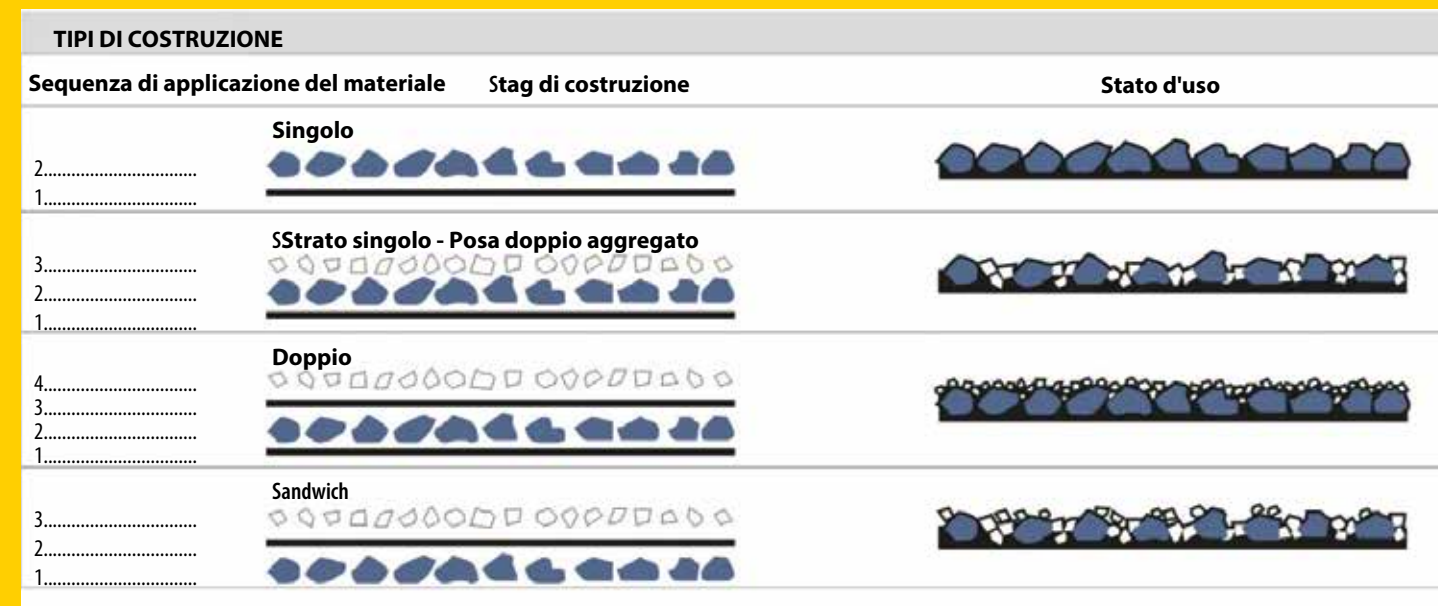 TIPI DI COSTRUZIONE
Sequenza di applicazione del materiale Stag di costruzione Stato d'uso
Singolo
2.................................
1.................................
SStrato singolo - Posa doppio aggregato
3.................................
2.................................
1.................................
Doppio
4.................................
3.................................
2.................................
1.................................
Sandwich
3.................................
2.................................
1.................................